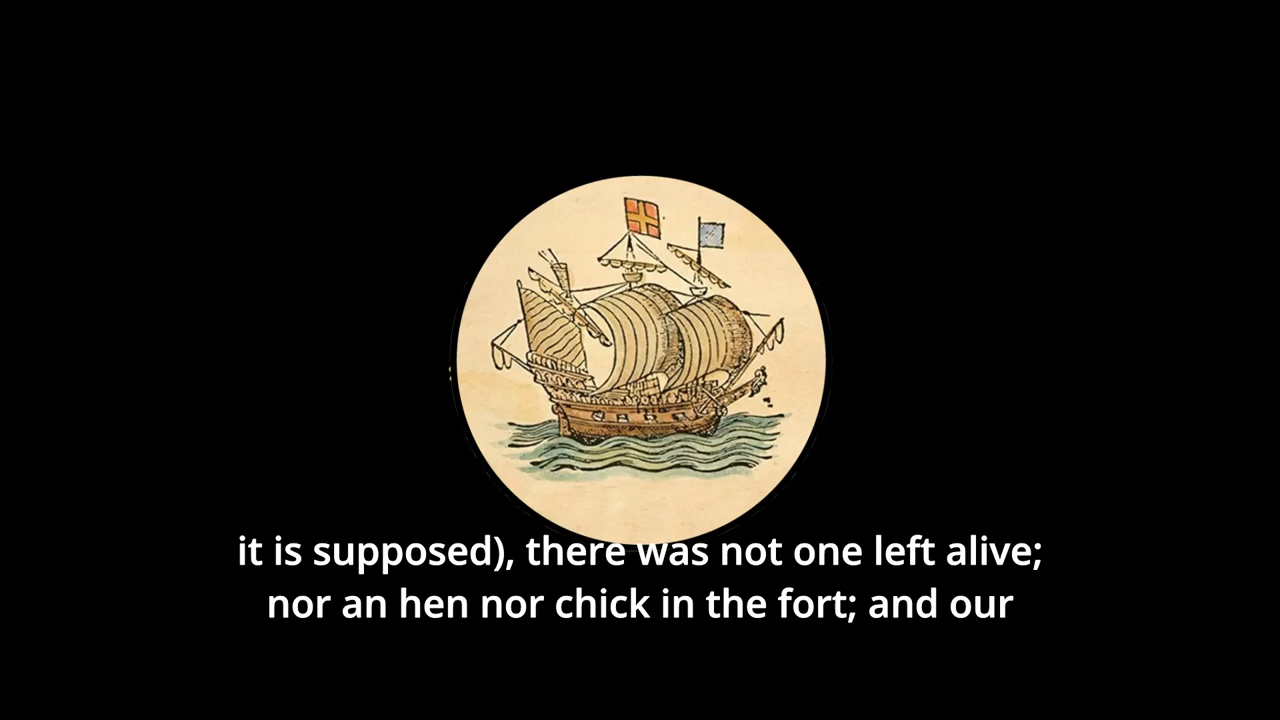 it is supposed), there was not one left alive;
nor an hen nor chick in the fort; and our